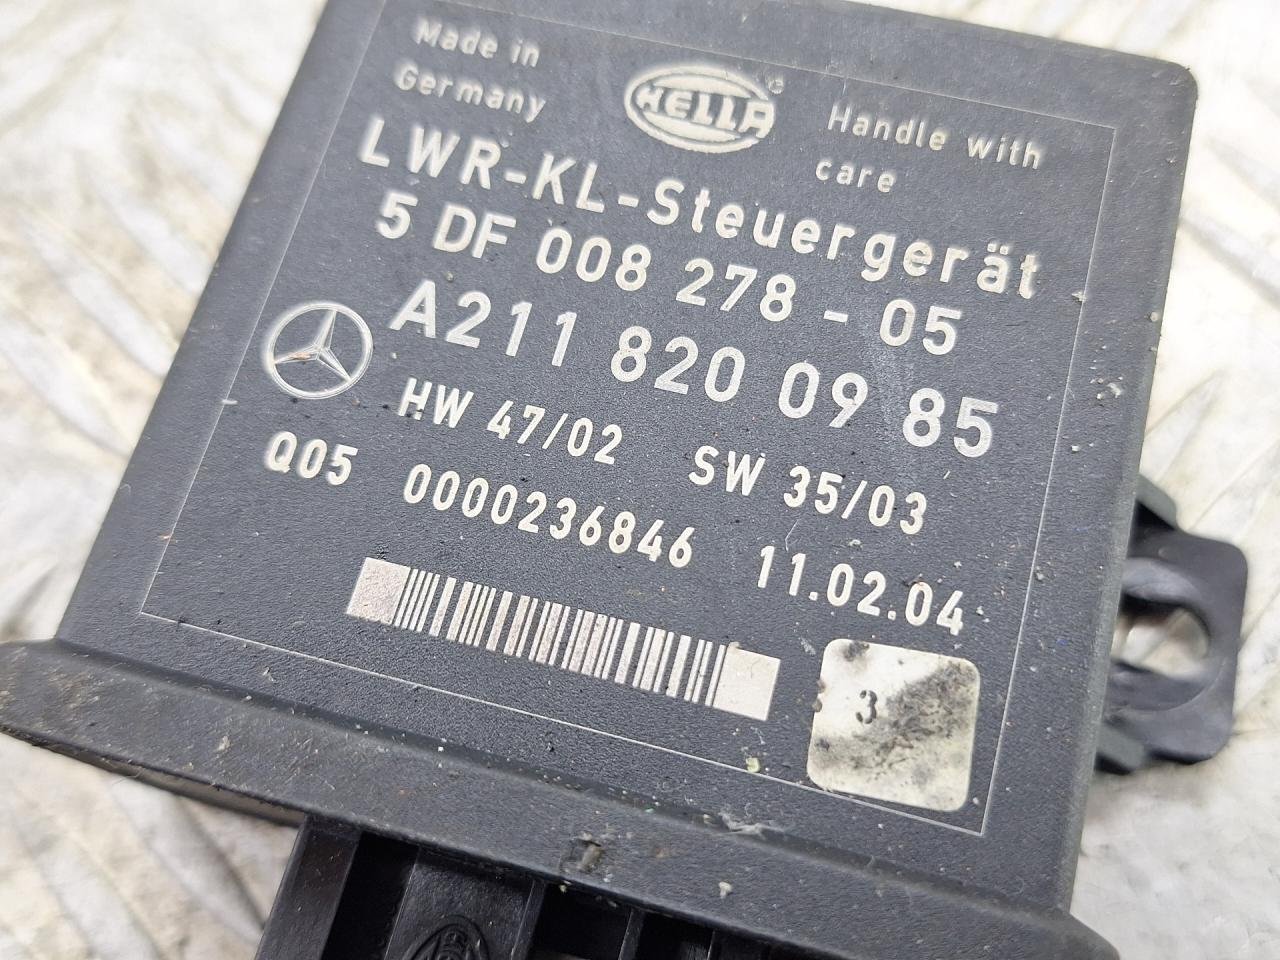 Made in
Germany
HELLA
Handle with
care
LWR-KL-Steuergerät
5 DF 008 278 - 05
A211 820 09 85
HW 47/02 SW 35/03
Q05 0000236846 11.02.04
3